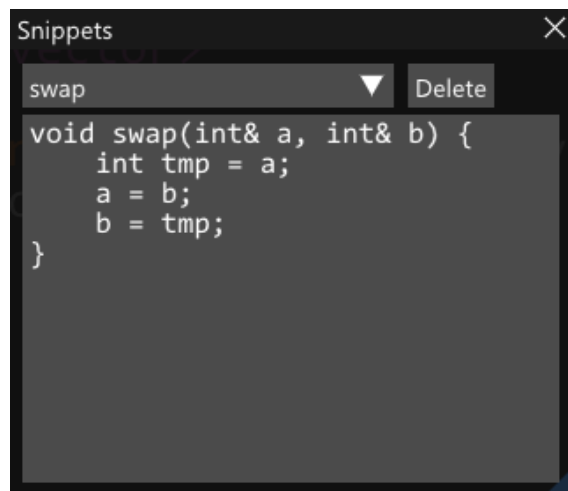 Snippets
swap Delete
void swap(int& a, int& b) {
    int tmp = a;
    a = b;
    b = tmp;
}